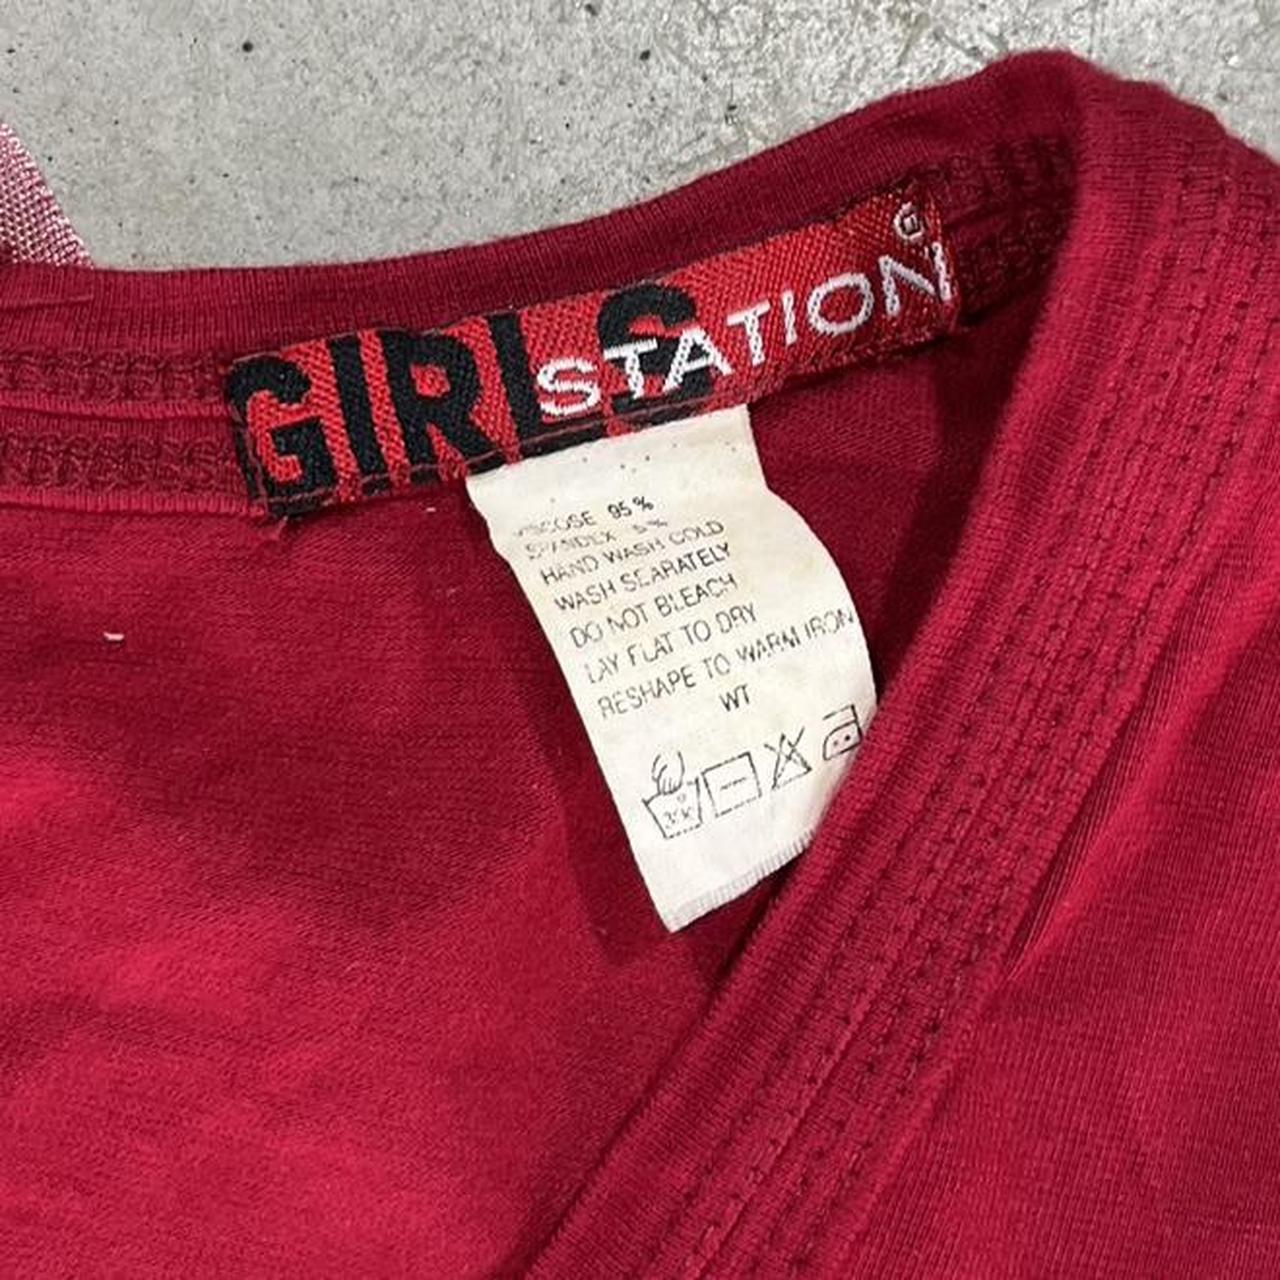 GIRLS
STATION
VISCOSE 95%
SPANDEX 5%
HAND WASH COLD
WASH SEARATELY
DO NOT BLEACH
LAY FLAT TO DRY
RESHAPE TO WARM IRON
WT